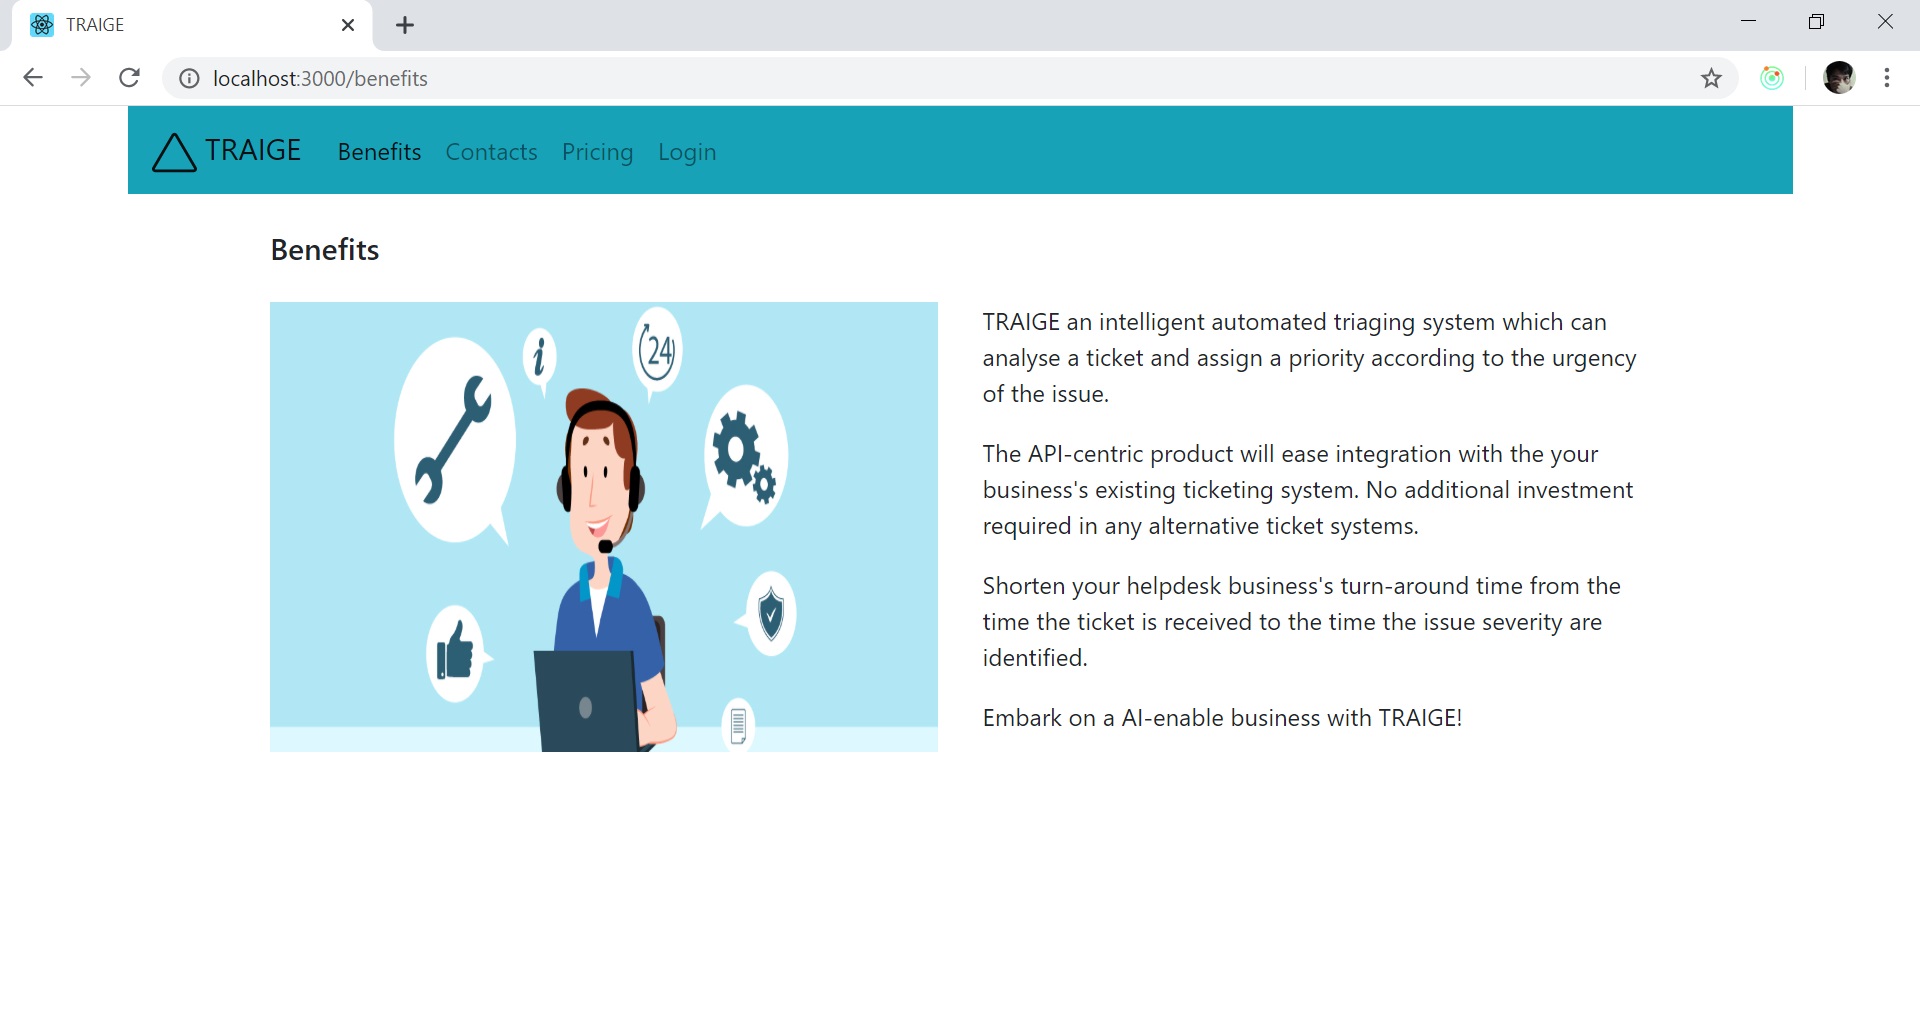 TRAIGE
localhost:3000/benefits
TRAIGE Benefits Contacts Pricing Login
Benefits
i
24
TRAIGE an intelligent automated triaging system which can
analyse a ticket and assign a priority according to the urgency
of the issue.
The API-centric product will ease integration with the your
business's existing ticketing system. No additional investment
required in any alternative ticket systems.
Shorten your helpdesk business's turn-around time from the
time the ticket is received to the time the issue severity are
identified.
Embark on a AI-enable business with TRAIGE!